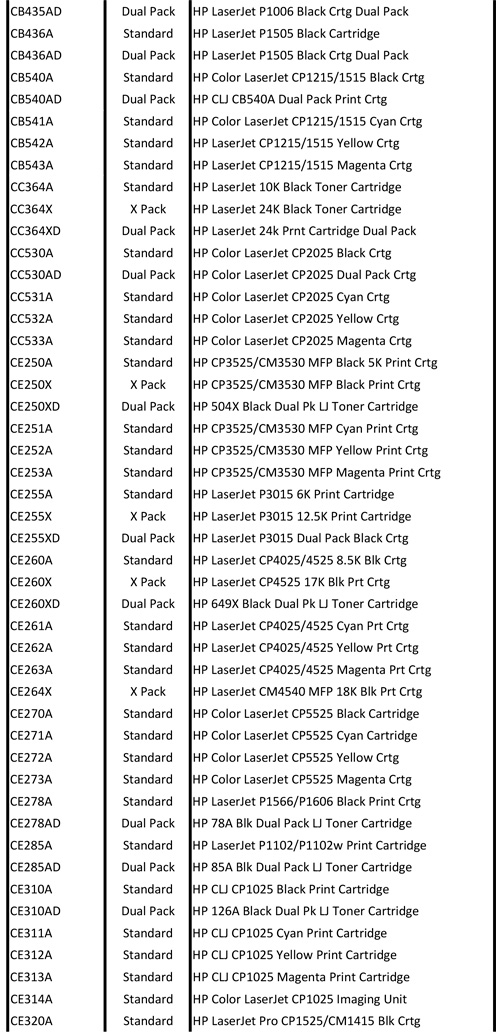 CB435AD Dual Pack HP LaserJet P1006 Black Crtg Dual Pack
CB436A Standard HP LaserJet P1505 Black Cartridge
CB436AD Dual Pack HP LaserJet P1505 Black Crtg Dual Pack
CB540A Standard HP Color LaserJet CP1215/1515 Black Crtg
CB540AD Dual Pack HP CLJ CB540A Dual Pack Print Crtg
CB541A Standard HP Color LaserJet CP1215/1515 Cyan Crtg
CB542A Standard HP LaserJet CP1215/1515 Yellow Crtg
CB543A Standard HP LaserJet CP1215/1515 Magenta Crtg
CC364A Standard HP LaserJet 10K Black Toner Cartridge
CC364X X Pack HP LaserJet 24K Black Toner Cartridge
CC364XD Dual Pack HP LaserJet 24k Prnt Cartridge Dual Pack
CC530A Standard HP Color LaserJet CP2025 Black Crtg
CC530AD Dual Pack HP Color LaserJet CP2025 Dual Pack Crtg
CC531A Standard HP Color LaserJet CP2025 Cyan Crtg
CC532A Standard HP Color LaserJet CP2025 Yellow Crtg
CC533A Standard HP Color LaserJet CP2025 Magenta Crtg
CE250A Standard HP CP3525/CM3530 MFP Black 5K Print Crtg
CE250X X Pack HP CP3525/CM3530 MFP Black Print Crtg
CE250XD Dual Pack HP 504X Black Dual Pk LJ Toner Cartridge
CE251A Standard HP CP3525/CM3530 MFP Cyan Print Crtg
CE252A Standard HP CP3525/CM3530 MFP Yellow Print Crtg
CE253A Standard HP CP3525/CM3530 MFP Magenta Print Crtg
CE255A Standard HP LaserJet P3015 6K Print Cartridge
CE255X X Pack HP LaserJet P3015 12.5K Print Cartridge
CE255XD Dual Pack HP LaserJet P3015 Dual Pack Black Crtg
CE260A Standard HP LaserJet CP4025/4525 8.5K Blk Crtg
CE260X X Pack HP LaserJet CP4525 17K Blk Prt Crtg
CE260XD Dual Pack HP 649X Black Dual Pk LJ Toner Cartridge
CE261A Standard HP LaserJet CP4025/4525 Cyan Prt Crtg
CE262A Standard HP LaserJet CP4025/4525 Yellow Prt Crtg
CE263A Standard HP LaserJet CP4025/4525 Magenta Prt Crtg
CE264X X Pack HP LaserJet CM4540 MFP 18K Blk Prt Crtg
CE270A Standard HP Color LaserJet CP5525 Black Cartridge
CE271A Standard HP Color LaserJet CP5525 Cyan Cartridge
CE272A Standard HP Color LaserJet CP5525 Yellow Crtg
CE273A Standard HP Color LaserJet CP5525 Magenta Crtg
CE278A Standard HP LaserJet P1566/P1606 Black Print Crtg
CE278AD Dual Pack HP 78A Blk Dual Pack LJ Toner Cartridge
CE285A Standard HP LaserJet P1102/P1102w Print Cartridge
CE285AD Dual Pack HP 85A Blk Dual Pack LJ Toner Cartridge
CE310A Standard HP CLJ CP1025 Black Print Cartridge
CE310AD Dual Pack HP 126A Black Dual Pk LJ Toner Cartridge
CE311A Standard HP CLJ CP1025 Cyan Print Cartridge
CE312A Standard HP CLJ CP1025 Yellow Print Cartridge
CE313A Standard HP CLJ CP1025 Magenta Print Cartridge
CE314A Standard HP Color LaserJet CP1025 Imaging Unit
CE320A Standard HP LaserJet Pro CP1525/CM1415 Blk Crtg